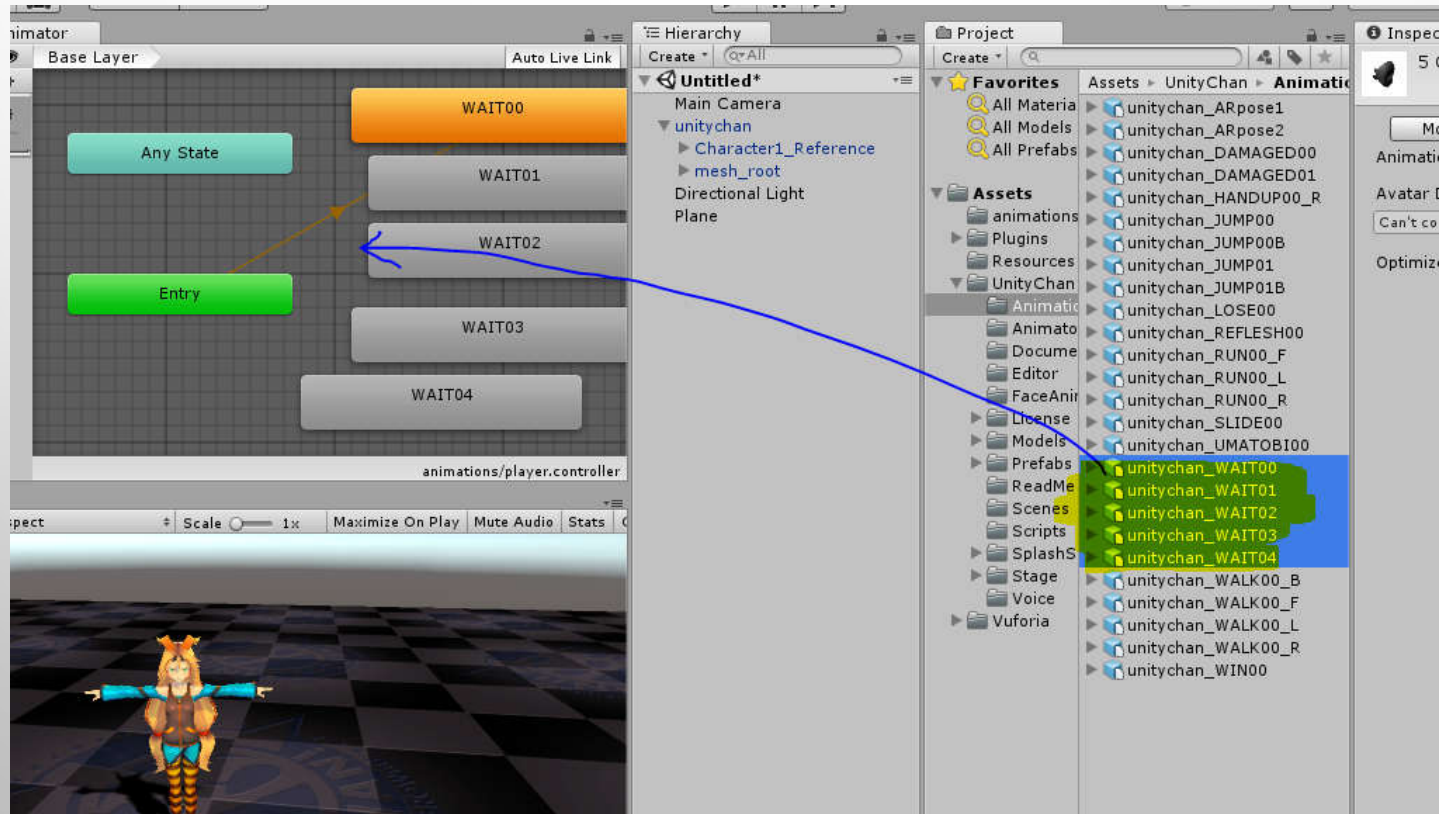 Base Layer
Auto Live Link
WAIT00
Any State
WAIT01
WAIT02
Entry
WAIT03
WAIT04
animations/player.controller
Scale 1x
Maximize On Play
Mute Audio
Stats
Hierarchy
Create
All
Untitled*
Main Camera
unitychan
Character1_Reference
mesh_root
Directional Light
Plane
Project
Create
Favorites
All Materia
All Models
All Prefabs
Assets
animations
Plugins
Resources
UnityChan
Animatic
Animato
Docume
Editor
FaceAnir
License
Models
Prefabs
ReadMe
Scenes
Scripts
SplashS
Stage
Voice
Vuforia
Assets UnityChan Animatic
unitychan_ARpose1
unitychan_ARpose2
unitychan_DAMAGED00
unitychan_DAMAGED01
unitychan_HANDUP00_R
unitychan_JUMP00
unitychan_JUMP00B
unitychan_JUMP01
unitychan_JUMP01B
unitychan_LOSE00
unitychan_REFLESH00
unitychan_RUN00_F
unitychan_RUN00_L
unitychan_RUN00_R
unitychan_SLIDE00
unitychan_UMATOBI00
unitychan_WAIT00
unitychan_WAIT01
unitychan_WAIT02
unitychan_WAIT03
unitychan_WAIT04
unitychan_WALK00_B
unitychan_WALK00_F
unitychan_WALK00_L
unitychan_WALK00_R
unitychan_WIN00
Inspec
5
Animatic
Avatar
Can't co
Optimize